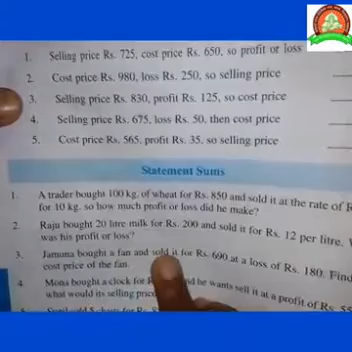 1. Selling price Rs. 725, cost price Rs. 650, so profit or loss
2. Cost price Rs. 980, loss Rs. 250, so selling price
3. Selling price Rs. 830, profit Rs. 125, so cost price
4. Selling price Rs. 675, loss Rs. 50, then cost price
5. Cost price Rs. 565, profit Rs. 35, so selling price
Statement Sums
1. A trader bought 100 kg. of wheat for Rs. 850 and sold it at the rate of
for 10 kg. so how much profit or loss did he make?
2. Raju bought 20 litre milk for Rs. 200 and sold it for Rs. 12 per litre.
was his profit or loss?
3. Jamuna bought a fan and sold it for Rs. 690 at a loss of Rs. 180. Find
cost price of the fan.
4 Mona bought a clock for he wants sell it at a profit of Rs.
what would its selling price